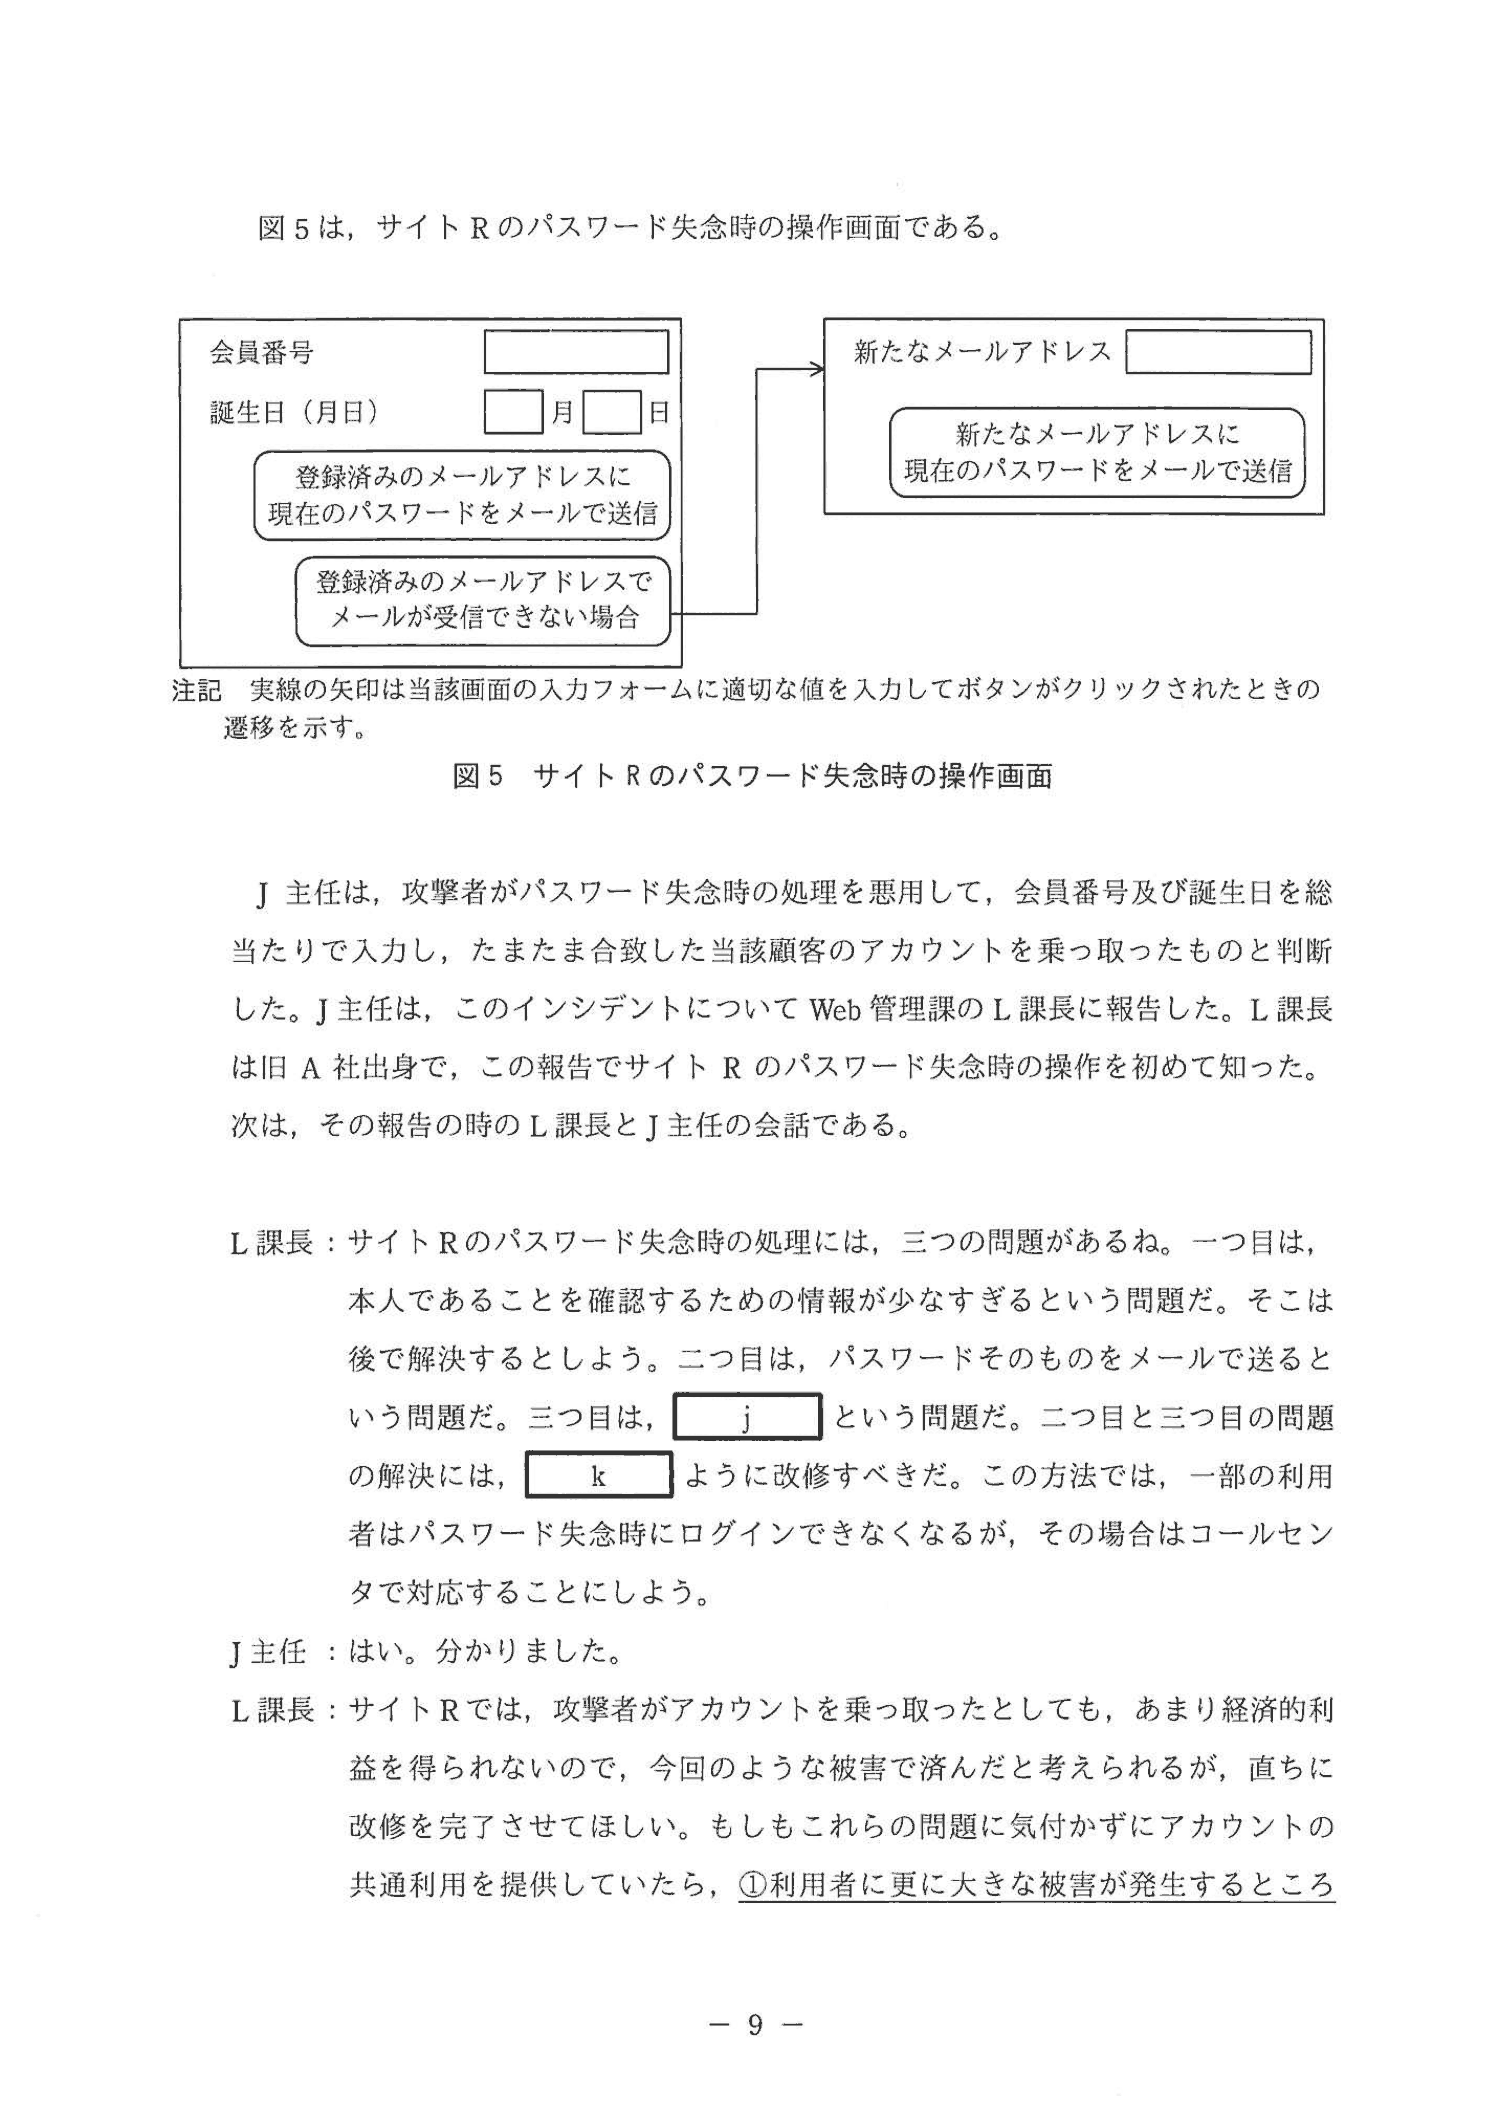 図5は，サイトRのパスワード失念時の操作画面である。
会員番号
誕生日（月日） 月 日
登録済みのメールアドレスに
現在のパスワードをメールで送信
登録済みのメールアドレスで
メールが受信できない場合
新たなメールアドレス
新たなメールアドレスに
現在のパスワードをメールで送信
注記　実線の矢印は当該画面の入力フォームに適切な値を入力してボタンがクリックされたときの
遷移を示す。
図5　サイトRのパスワード失念時の操作画面
J 主任は，攻撃者がパスワード失念時の処理を悪用して，会員番号及び誕生日を総
当たりで入力し，たまたま合致した当該顧客のアカウントを乗っ取ったものと判断
した。J主任は，このインシデントについてWeb管理課のL課長に報告した。L課長
は旧 A 社出身で，この報告でサイト R のパスワード失念時の操作を初めて知った。
次は，その報告の時のL課長とJ主任の会話である。
L課長：サイトRのパスワード失念時の処理には，三つの問題があるね。一つ目は，
本人であることを確認するための情報が少なすぎるという問題だ。そこは
後で解決するとしよう。二つ目は，パスワードそのものをメールで送ると
いう問題だ。三つ目は， j という問題だ。二つ目と三つ目の問題
の解決には， k ように改修すべきだ。この方法では，一部の利用
者はパスワード失念時にログインできなくなるが，その場合はコールセン
タで対応することにしよう。
J主任 ：はい。分かりました。
L課長：サイトRでは，攻撃者がアカウントを乗っ取ったとしても，あまり経済的利
益を得られないので，今回のような被害で済んだと考えられるが，直ちに
改修を完了させてほしい。もしもこれらの問題に気付かずにアカウントの
共通利用を提供していたら，①利用者に更に大きな被害が発生するところ
－ 9 －